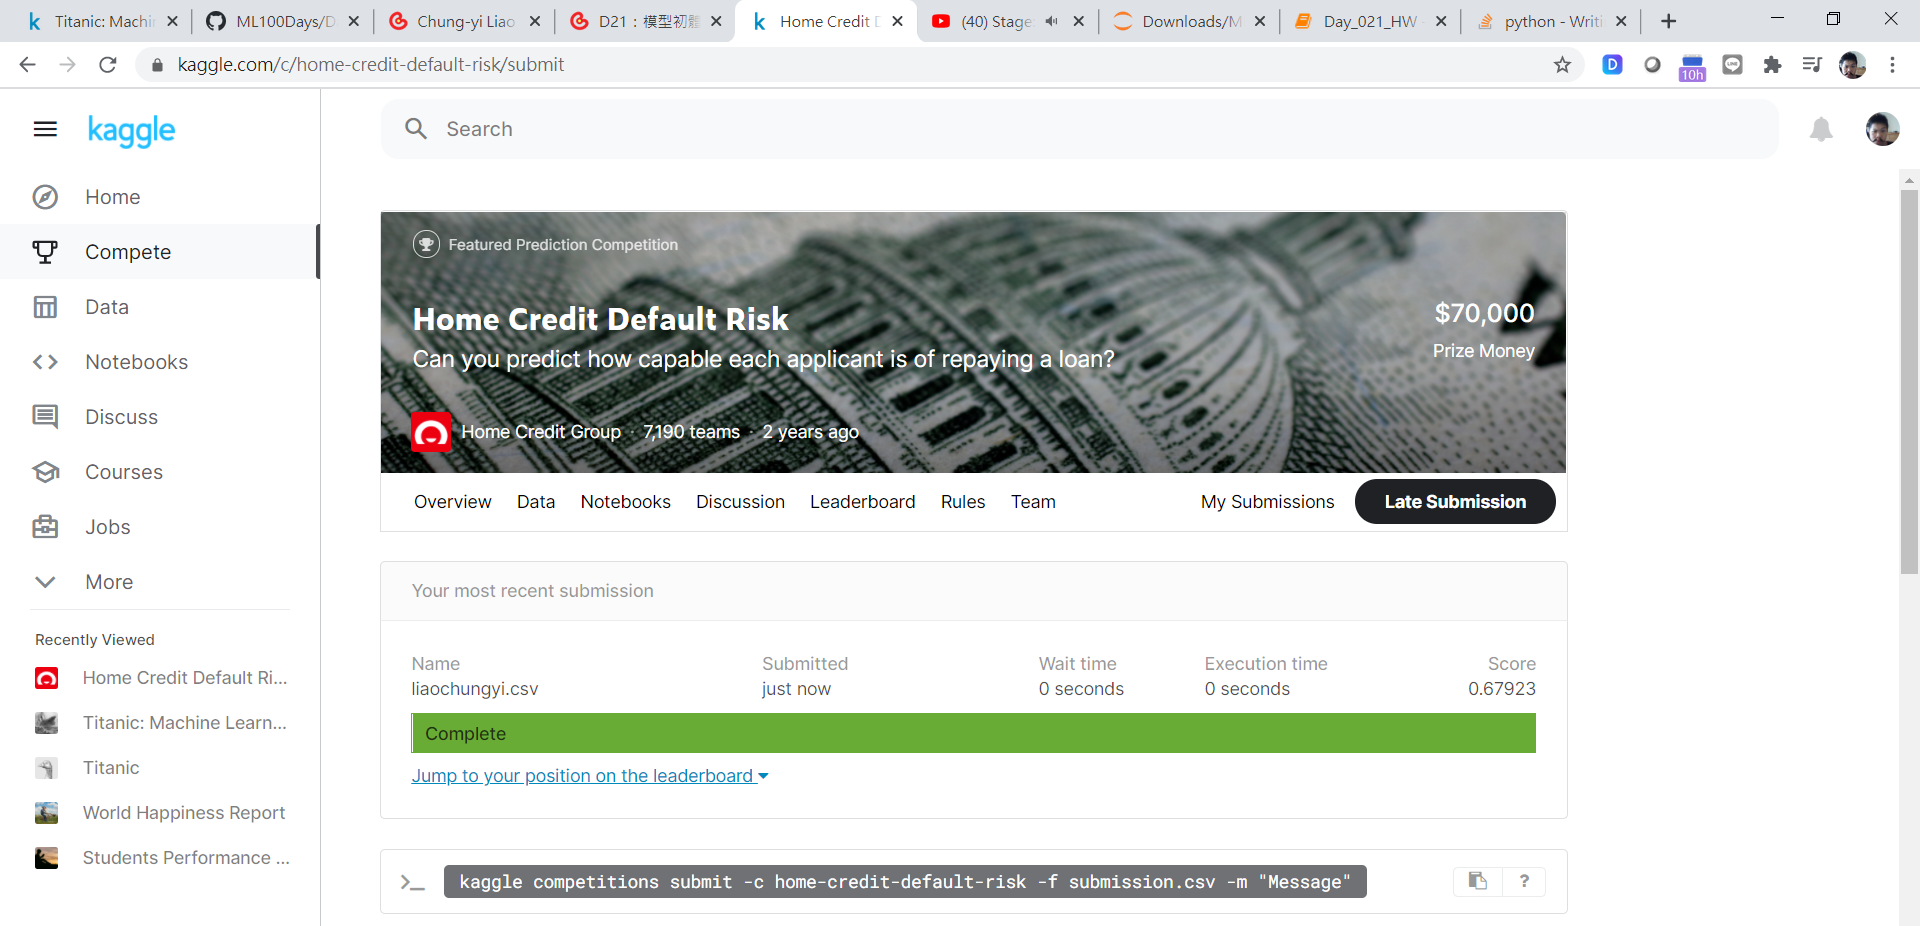 Titanic: Machi
ML100Days/D
Chung-yi Liao
D21：模型初體
Home Credit D
(40) Stage
Downloads/M
Day_021_HW
python - Writi
kaggle.com/c/home-credit-default-risk/submit
10h
kaggle
Search
Home
Compete
Data
Notebooks
Discuss
Courses
Jobs
More
Recently Viewed
Home Credit Default Ri...
Titanic: Machine Learn...
Titanic
World Happiness Report
Students Performance ...
Featured Prediction Competition
Home Credit Default Risk
Can you predict how capable each applicant is of repaying a loan?
$70,000
Prize Money
Home Credit Group · 7,190 teams · 2 years ago
Overview Data Notebooks Discussion Leaderboard Rules Team My Submissions Late Submission
Your most recent submission
Name Submitted Wait time Execution time Score
liaochungyi.csv just now 0 seconds 0 seconds 0.67923
Complete
Jump to your position on the leaderboard
kaggle competitions submit -c home-credit-default-risk -f submission.csv -m "Message"
?